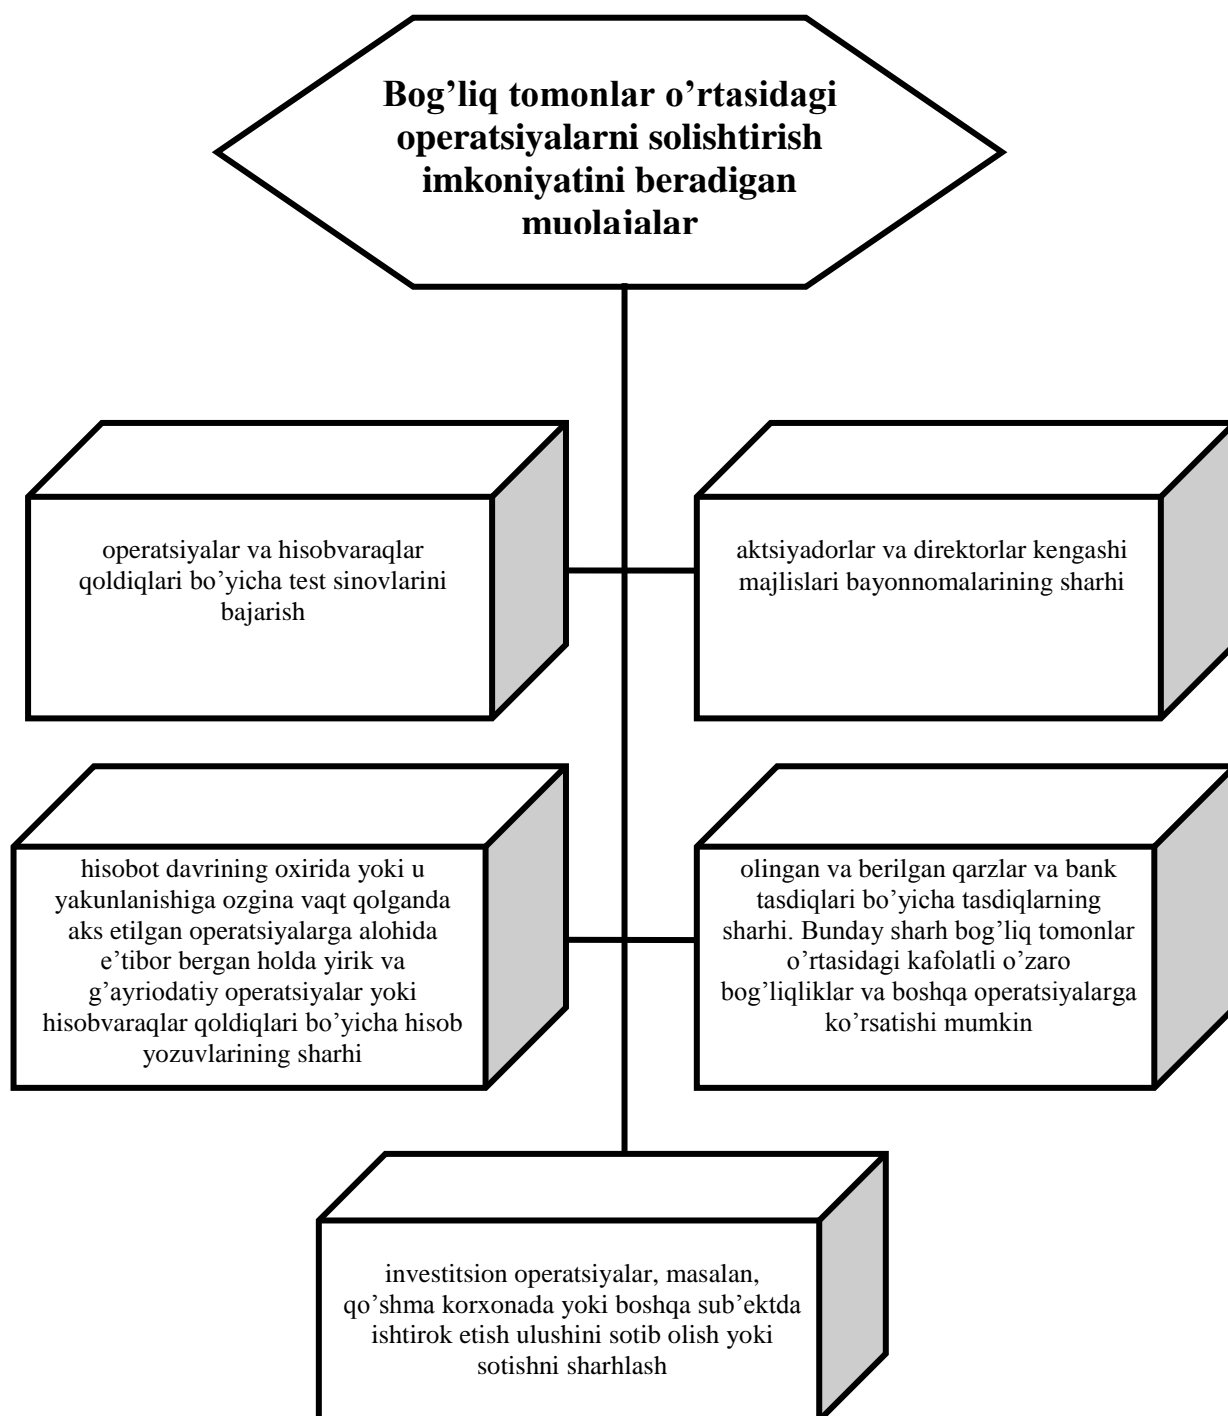 Bog’liq tomonlar o’rtasidagi
operatsiyalarni solishtirish
imkoniyatini beradigan
muolajalar
operatsiyalar va hisobvaraqlar
qoldiqlari bo’yicha test sinovlarini
bajarish
aktsiyadorlar va direktorlar kengashi
majlislari bayonnomalarining sharhi
hisobot davrining oxirida yoki u
yakunlanishiga ozgina vaqt qolganda
aks etilgan operatsiyalarga alohida
e’tibor bergan holda yirik va
g’ayriodatiy operatsiyalar yoki
hisobvaraqlar qoldiqlari bo’yicha hisob
yozuvlarining sharhi
olingan va berilgan qarzlar va bank
tasdiqlari bo’yicha tasdiqlarning
sharhi. Bunday sharh bog’liq tomonlar
o’rtasidagi kafolatli o’zaro
bog’liqliklar va boshqa operatsiyalarga
ko’rsatishi mumkin
investitsion operatsiyalar, masalan,
qo’shma korxonada yoki boshqa sub’ektda
ishtirok etish ulushini sotib olish yoki
sotishni sharhlash